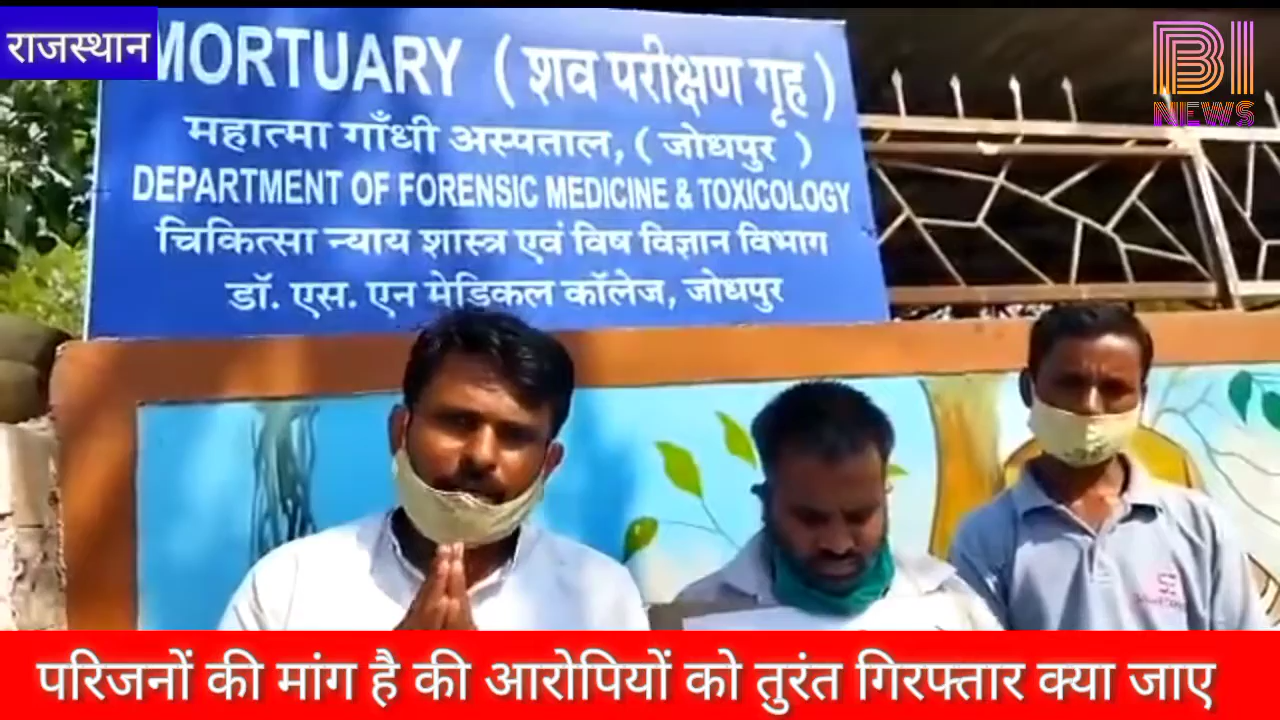 राजस्थान
MORTUARY ( शव परीक्षण गृह )
महात्मा गाँधी अस्पताल, ( जोधपुर )
DEPARTMENT OF FORENSIC MEDICINE & TOXICOLOGY
चिकित्सा न्याय शास्त्र एवं विष विज्ञान विभाग
डॉ. एस. एन मेडिकल कॉलेज, जोधपुर
BI
NEWS
परिजनों की मांग है की आरोपियों को तुरंत गिरफ्तार क्या जाए